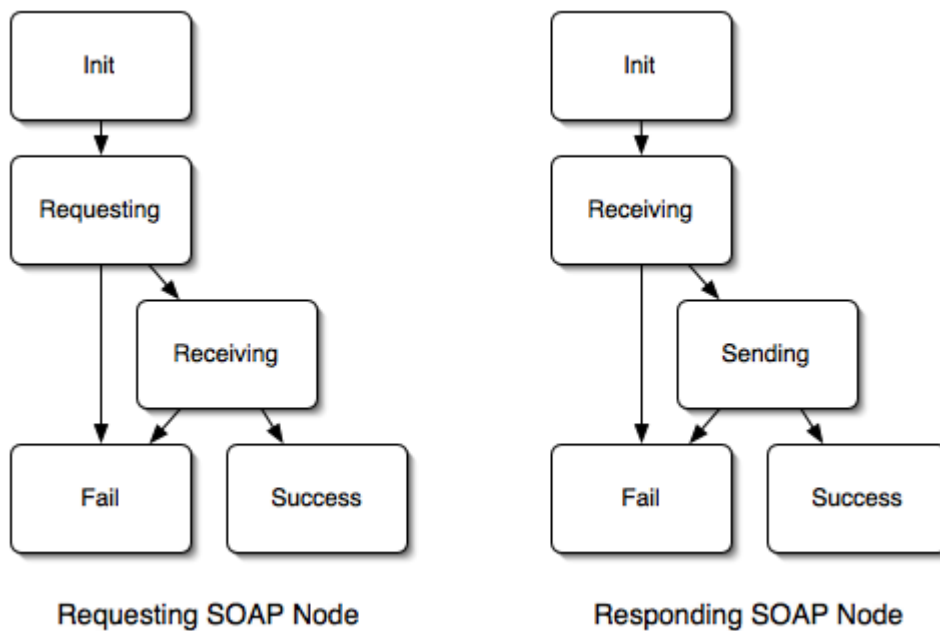 Init
Requesting
Receiving
Fail
Success
Requesting SOAP Node
Init
Receiving
Sending
Fail
Success
Responding SOAP Node